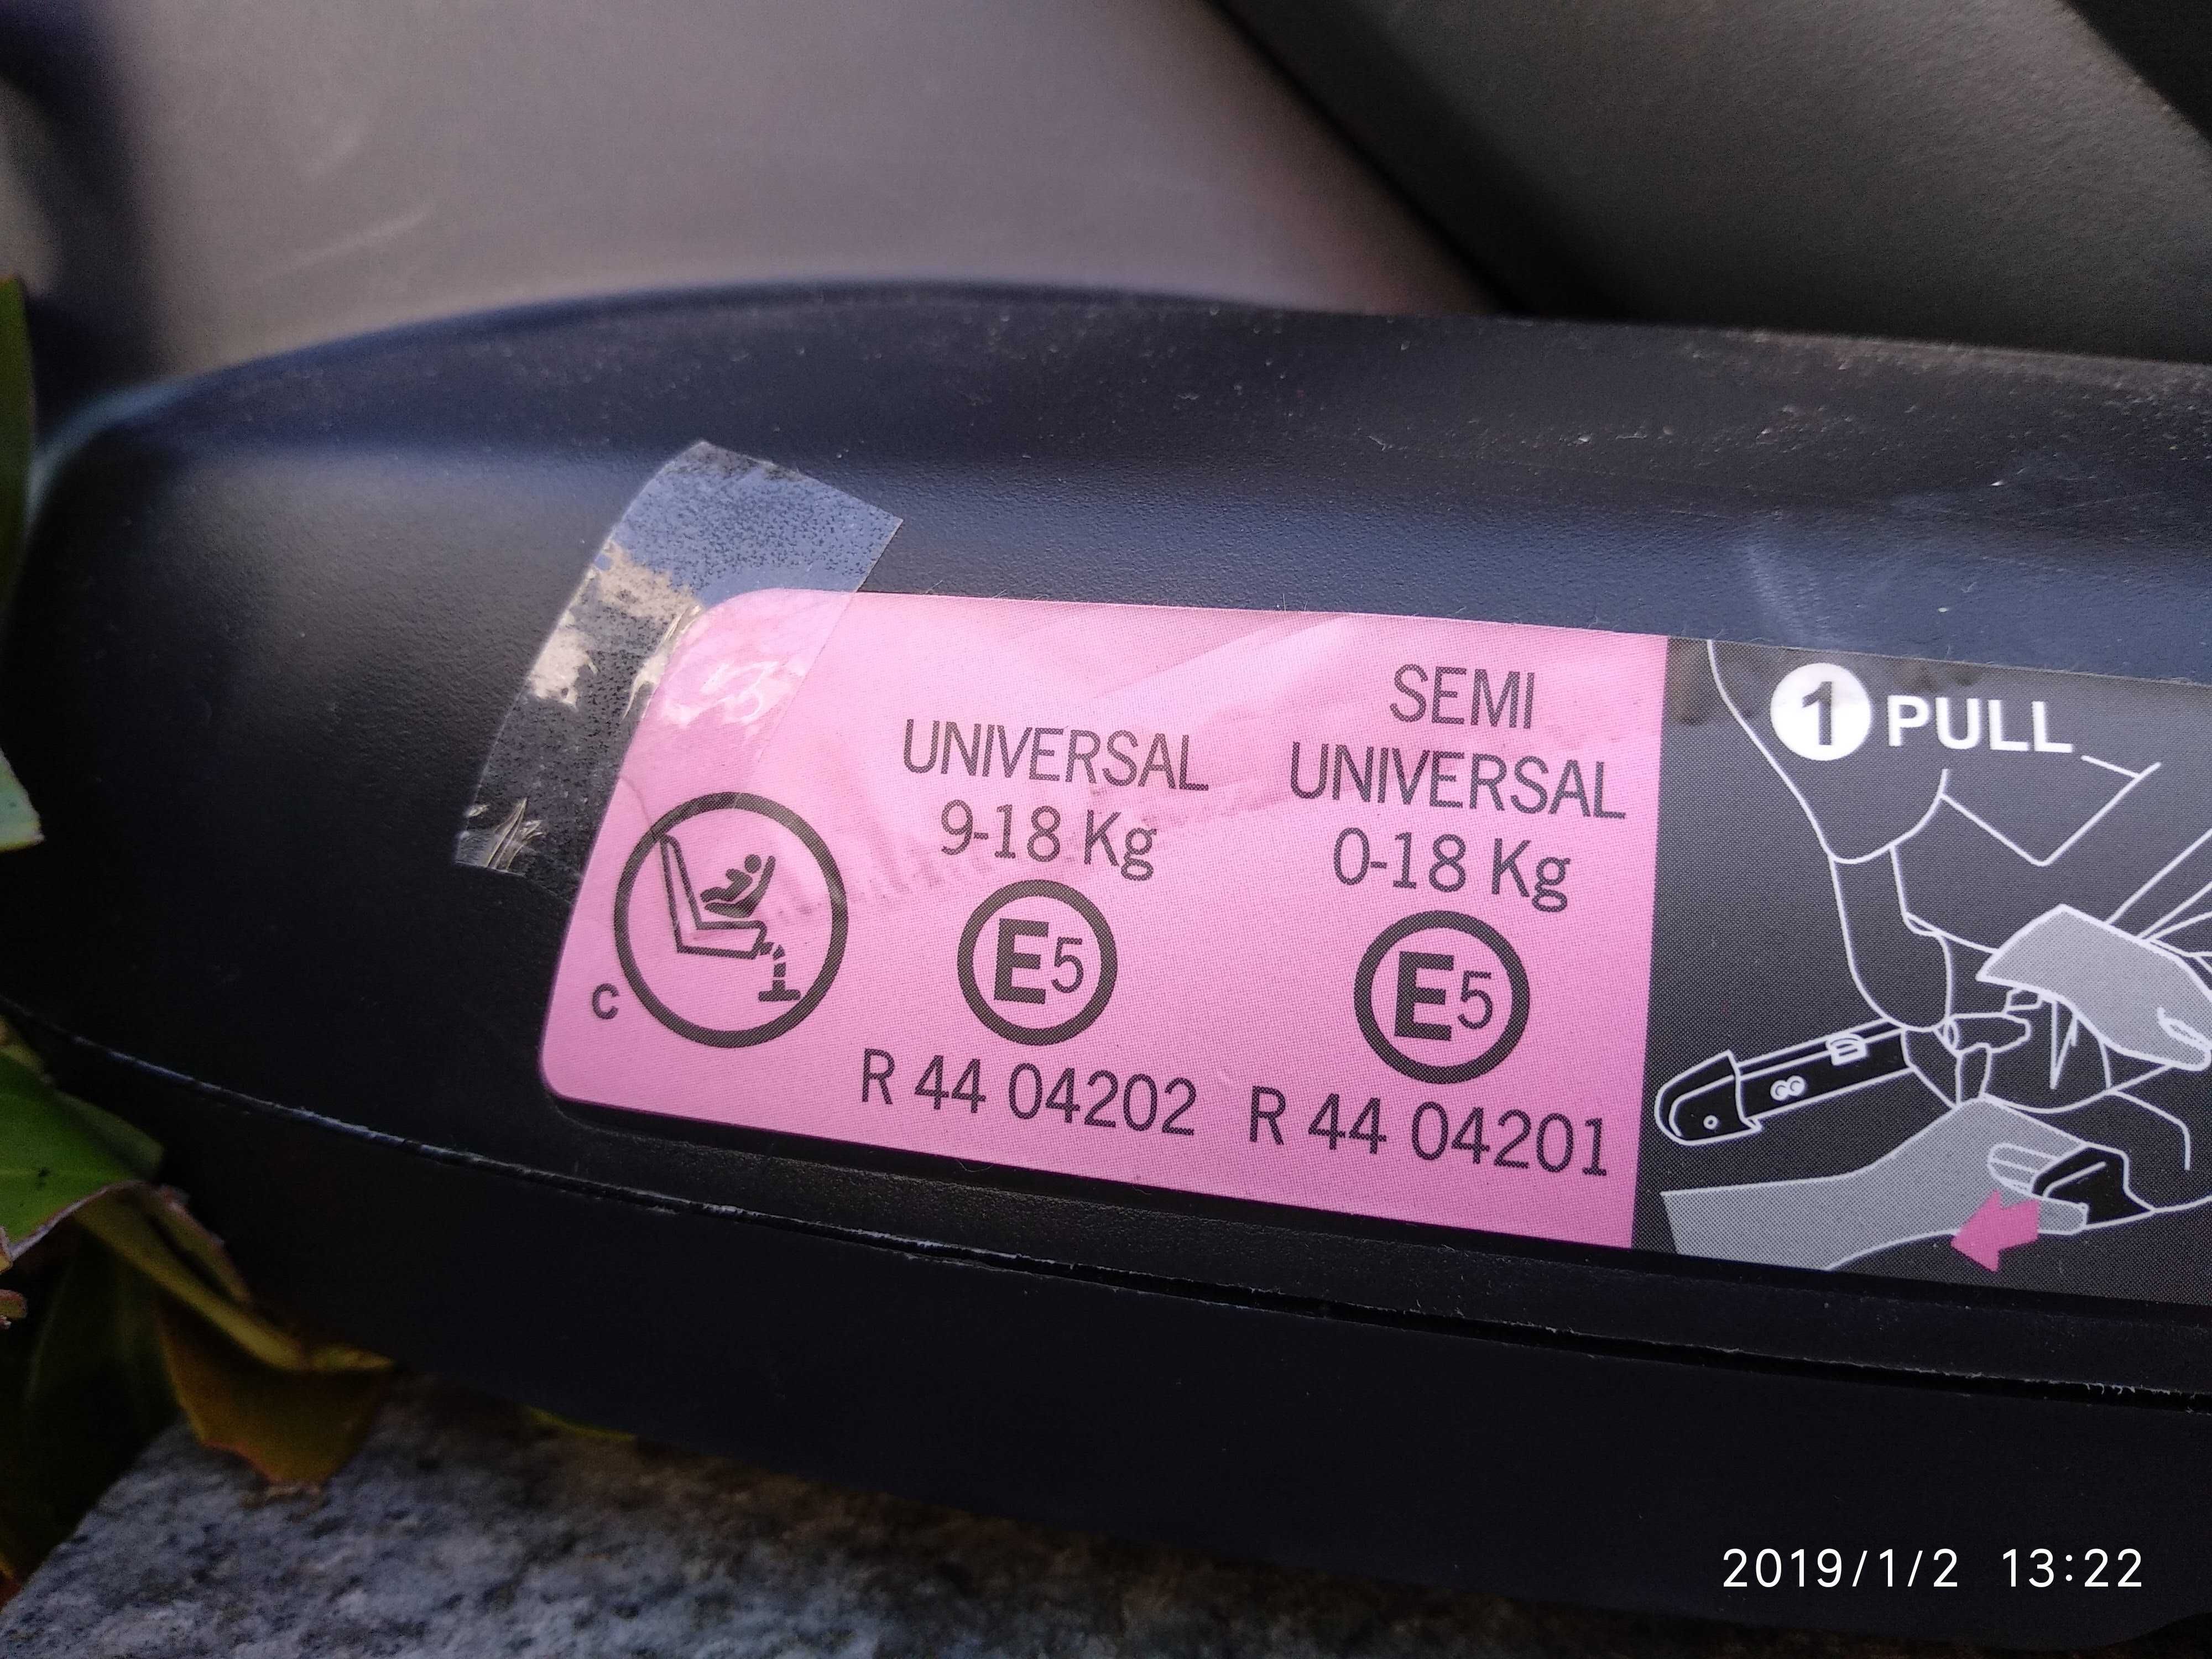 UNIVERSAL
9-18 Kg
E5
R 44 04202
SEMI
UNIVERSAL
0-18 Kg
E5
R 44 04201
C
1 PULL
2019/1/2 13:22